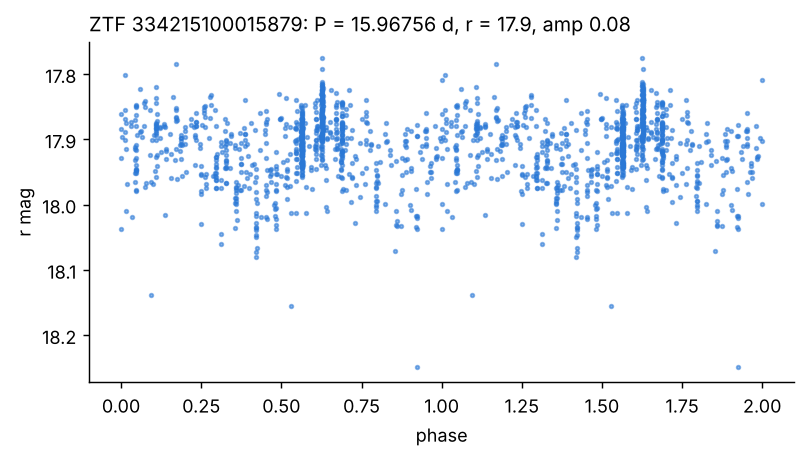 ZTF 334215100015879: P = 15.96756 d, r = 17.9, amp 0.08
17.8
17.9
18.0
18.1
18.2
r mag
0.00 0.25 0.50 0.75 1.00 1.25 1.50 1.75 2.00
phase